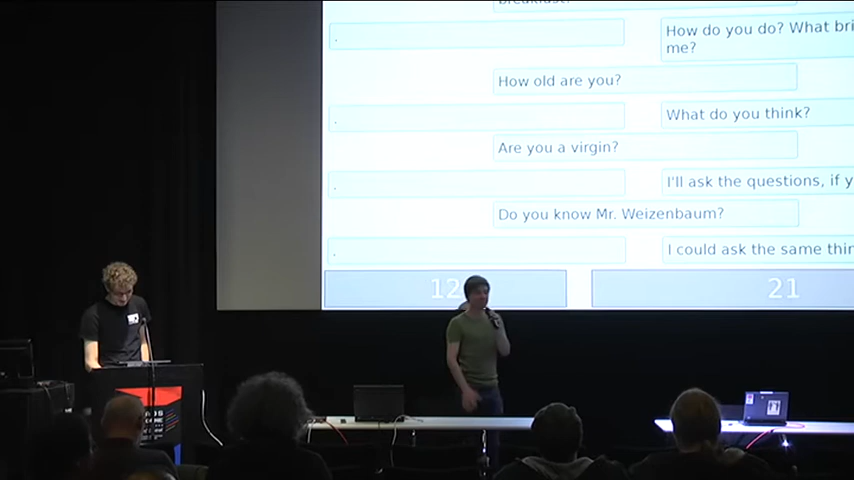 breakfast?
.
How do you do? What bri
me?
How old are you?
.
What do you think?
Are you a virgin?
.
I'll ask the questions, if y
Do you know Mr. Weizenbaum?
.
I could ask the same thin
12
21